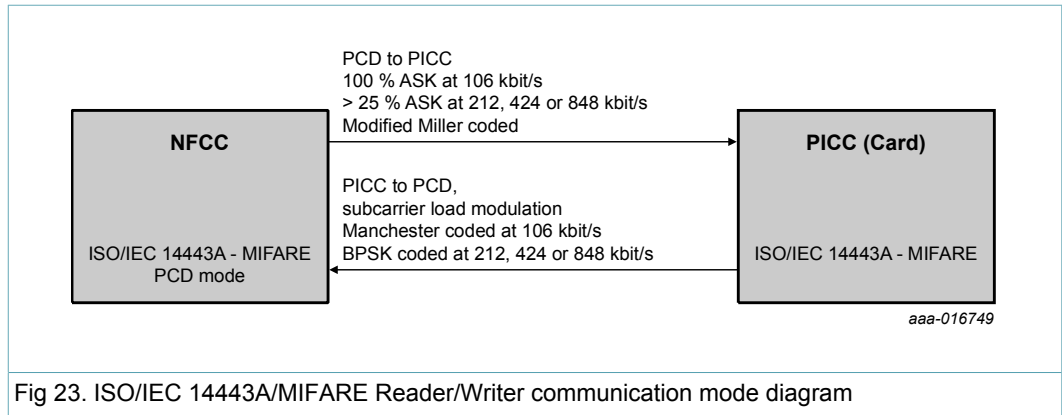 PCD to PICC
100 % ASK at 106 kbit/s
> 25 % ASK at 212, 424 or 848 kbit/s
Modified Miller coded
NFCC
PICC (Card)
PICC to PCD,
subcarrier load modulation
Manchester coded at 106 kbit/s
BPSK coded at 212, 424 or 848 kbit/s
ISO/IEC 14443A - MIFARE
PCD mode
ISO/IEC 14443A - MIFARE
aaa-016749
Fig 23. ISO/IEC 14443A/MIFARE Reader/Writer communication mode diagram